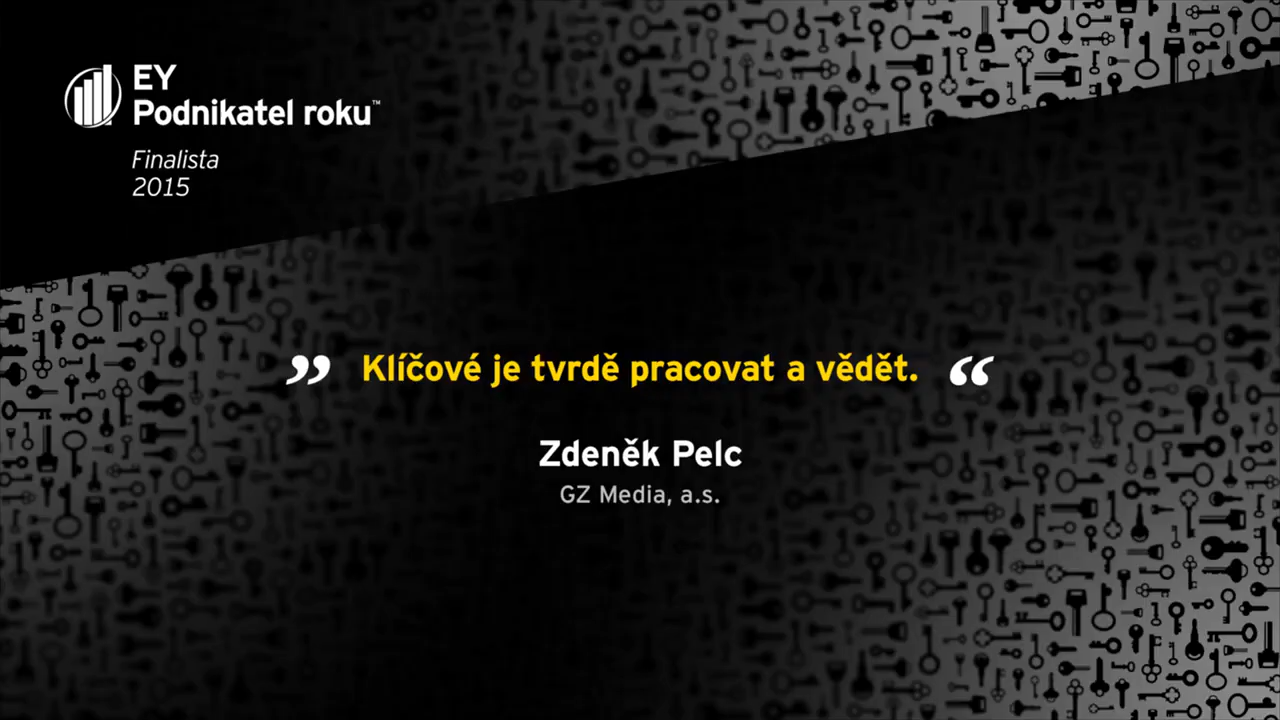 EY
Podnikatel roku™
Finalista
2015
” Klíčové je tvrdě pracovat a vědět. “
Zdeněk Pelc
GZ Media, a.s.